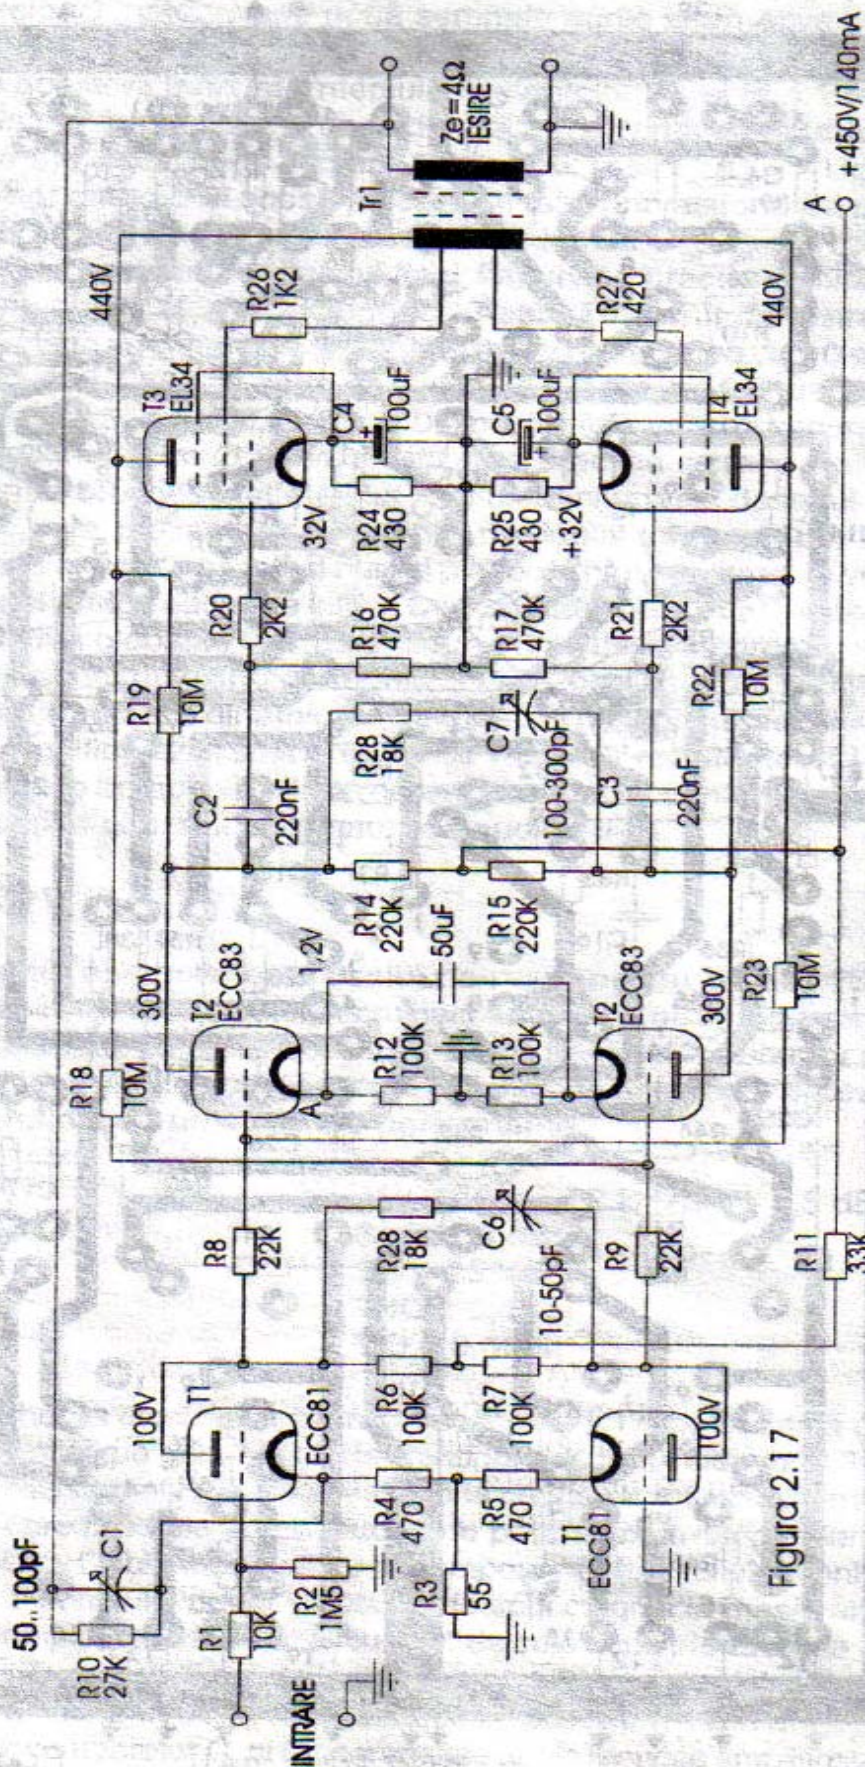 50..100pF
R10
27K
C1
INTRARE
R1
10K
R2
1M5
100V
T1
ECC81
R4
470
R3
55
R5
470
T1
ECC81
100V
R6
100K
R7
100K
R8
22K
R28
18K
C6
10-50pF
R9
22K
R11
33K
Figura 2.17
R18
10M
300V
T2
ECC83
A
1,2V
R12
100K
R13
100K
50uF
T2
ECC83
300V
R23
10M
R14
220K
R15
220K
C2
220nF
R28
18K
C7
100-300pF
C3
220nF
R19
10M
R20
2K2
R16
470K
R17
470K
R21
2K2
R22
10M
440V
T3
EL34
32V
C4
+
100uF
R24
430
R25
430
C5
100uF
+
+32V
T4
EL34
R26
1K2
R27
420
440V
Tr1
Ze=4Ω
IESIRE
A
+450V/140mA